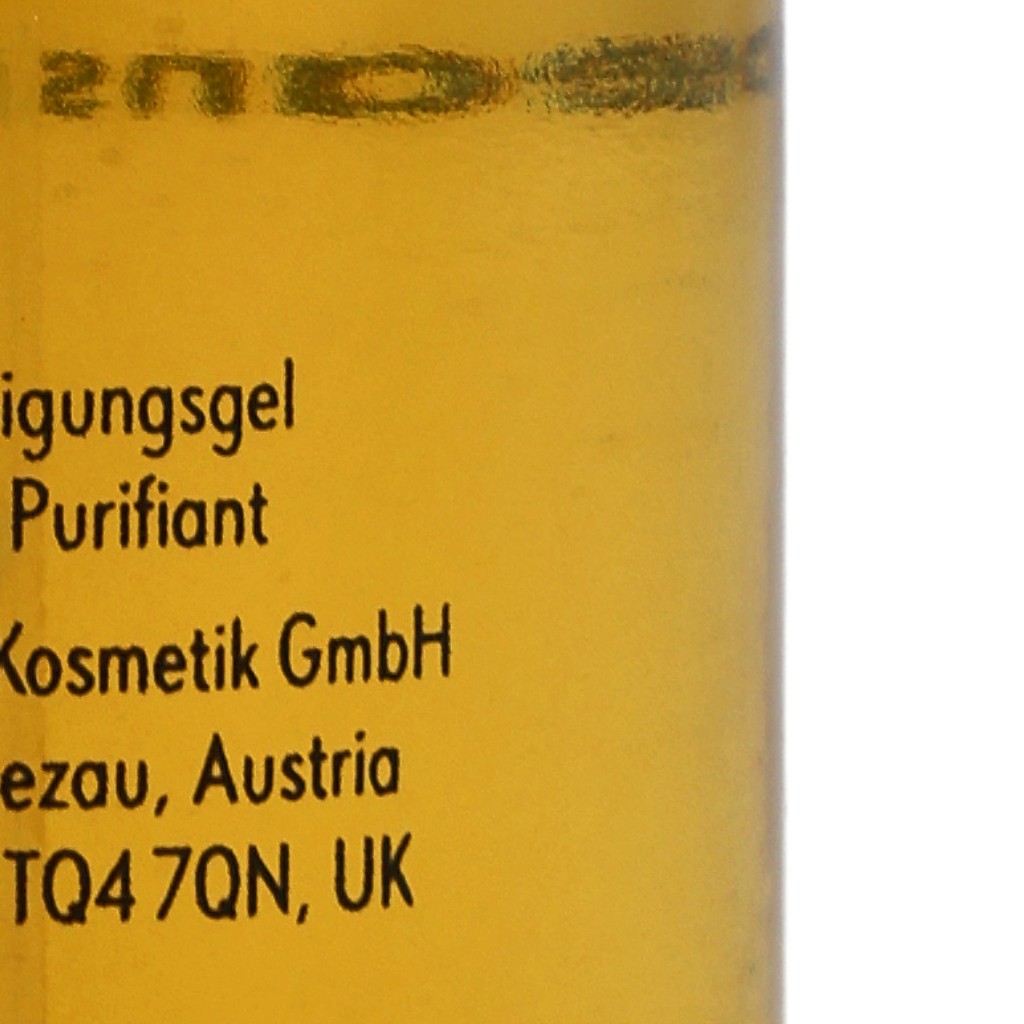 igungsgel
Purifiant
Kosmetik GmbH
ezau, Austria
TQ4 7QN, UK